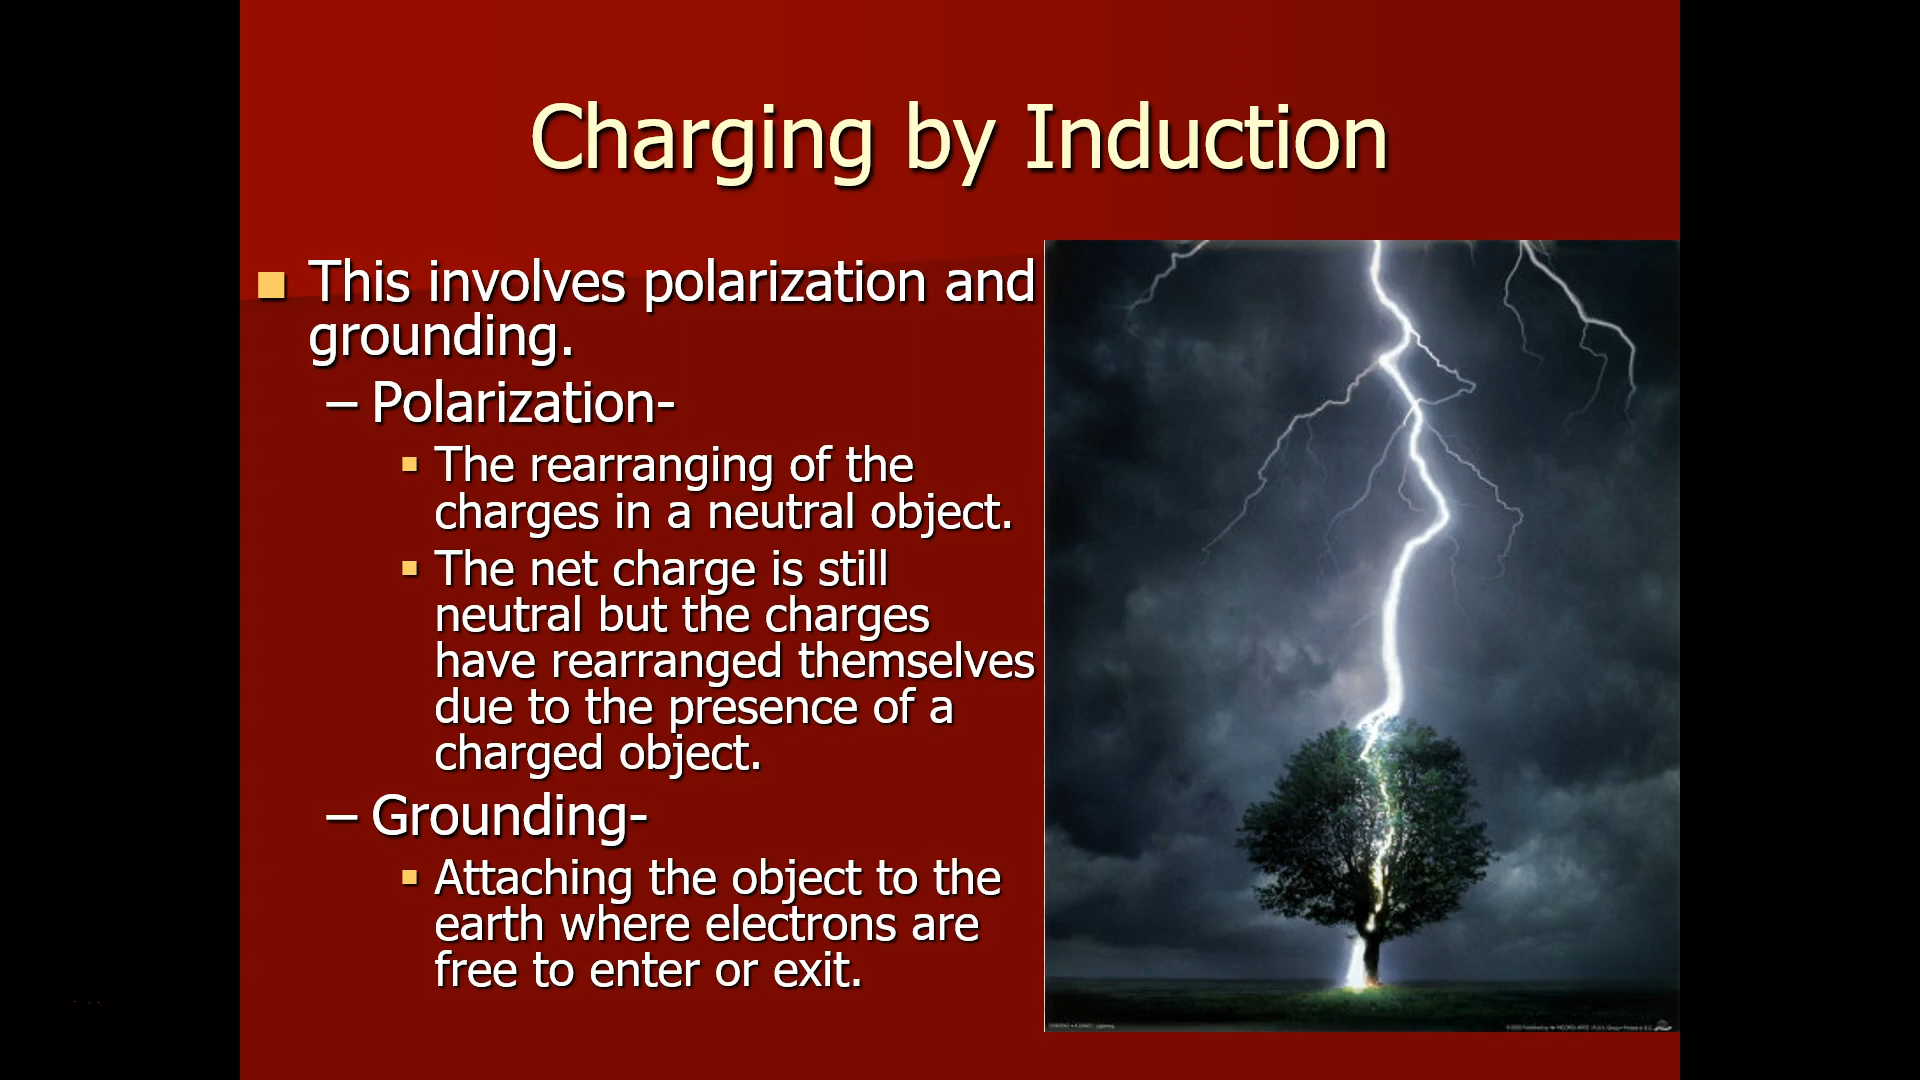 Charging by Induction
This involves polarization and
grounding.
– Polarization-
The rearranging of the
charges in a neutral object.
The net charge is still
neutral but the charges
have rearranged themselves
due to the presence of a
charged object.
– Grounding-
Attaching the object to the
earth where electrons are
free to enter or exit.